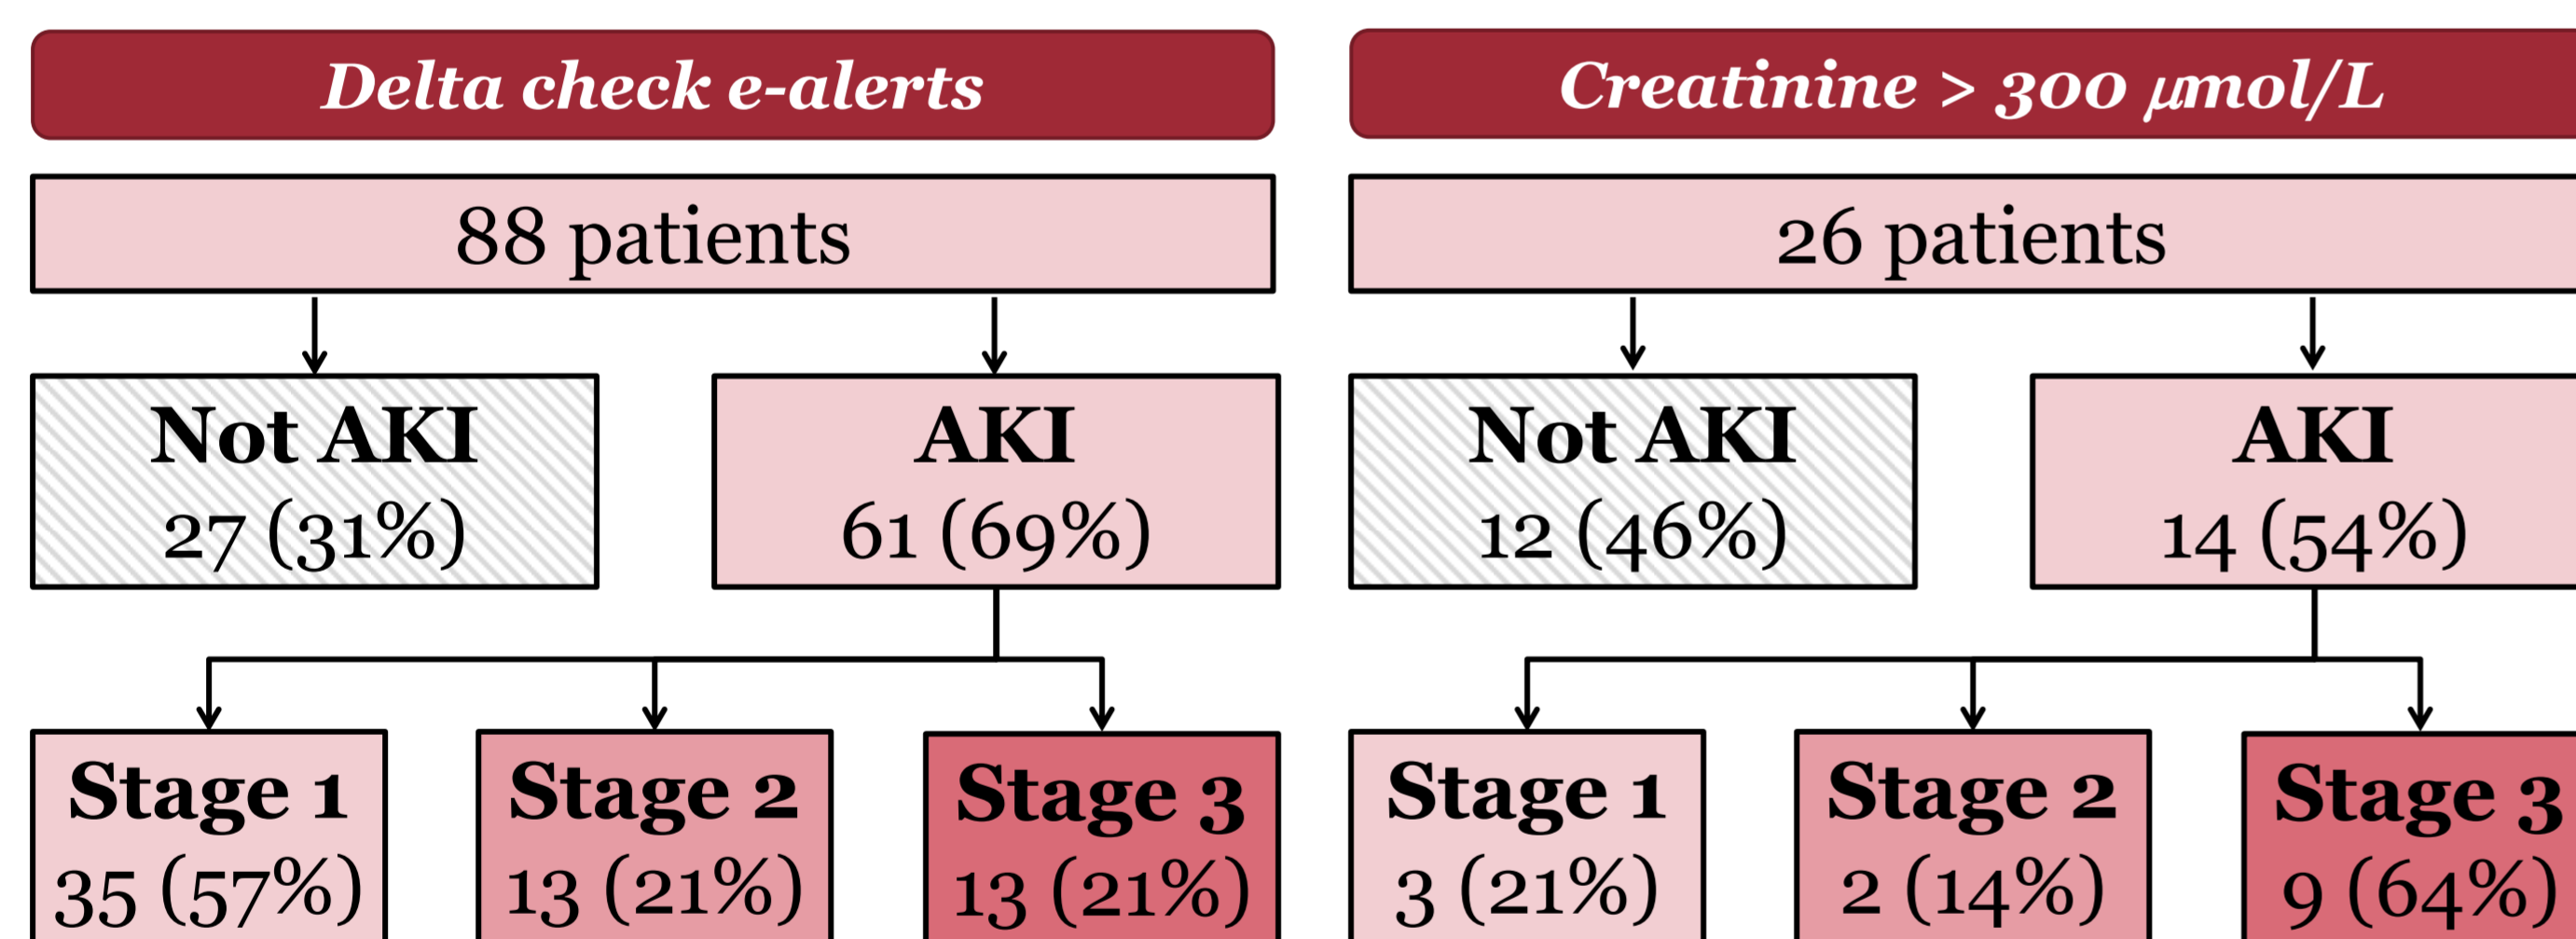 Delta check e-alerts
88 patients
Not AKI
27 (31%)
AKI
61 (69%)
Stage 1
35 (57%)
Stage 2
13 (21%)
Stage 3
13 (21%)
Creatinine > 300 μmol/L
26 patients
Not AKI
12 (46%)
AKI
14 (54%)
Stage 1
3 (21%)
Stage 2
2 (14%)
Stage 3
9 (64%)